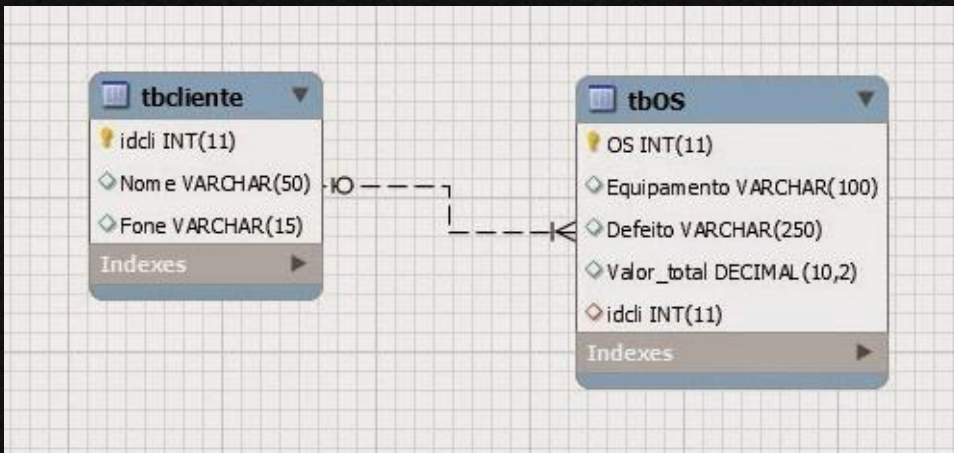 tbcliente
idcli INT(11)
Nome VARCHAR(50)
Fone VARCHAR(15)
Indexes
tbOS
OS INT(11)
Equipamento VARCHAR(100)
Defeito VARCHAR(250)
Valor_total DECIMAL(10,2)
idcli INT(11)
Indexes